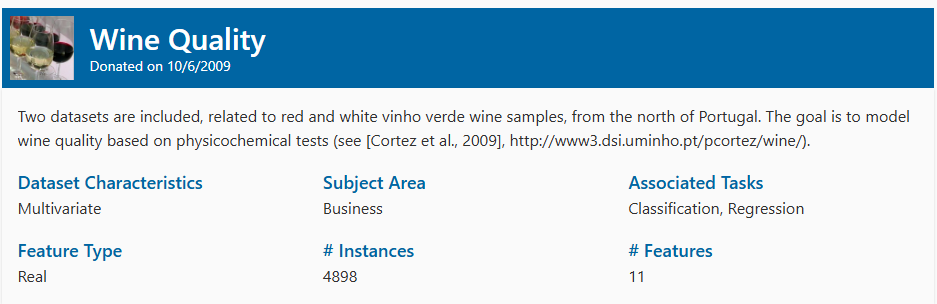 Wine Quality
Donated on 10/6/2009
Two datasets are included, related to red and white vinho verde wine samples, from the north of Portugal. The goal is to model
wine quality based on physicochemical tests (see [Cortez et al., 2009], http://www3.dsi.uminho.pt/pcortez/wine/).
Dataset Characteristics
Multivariate
Subject Area
Business
Associated Tasks
Classification, Regression
Feature Type
Real
# Instances
4898
# Features
11